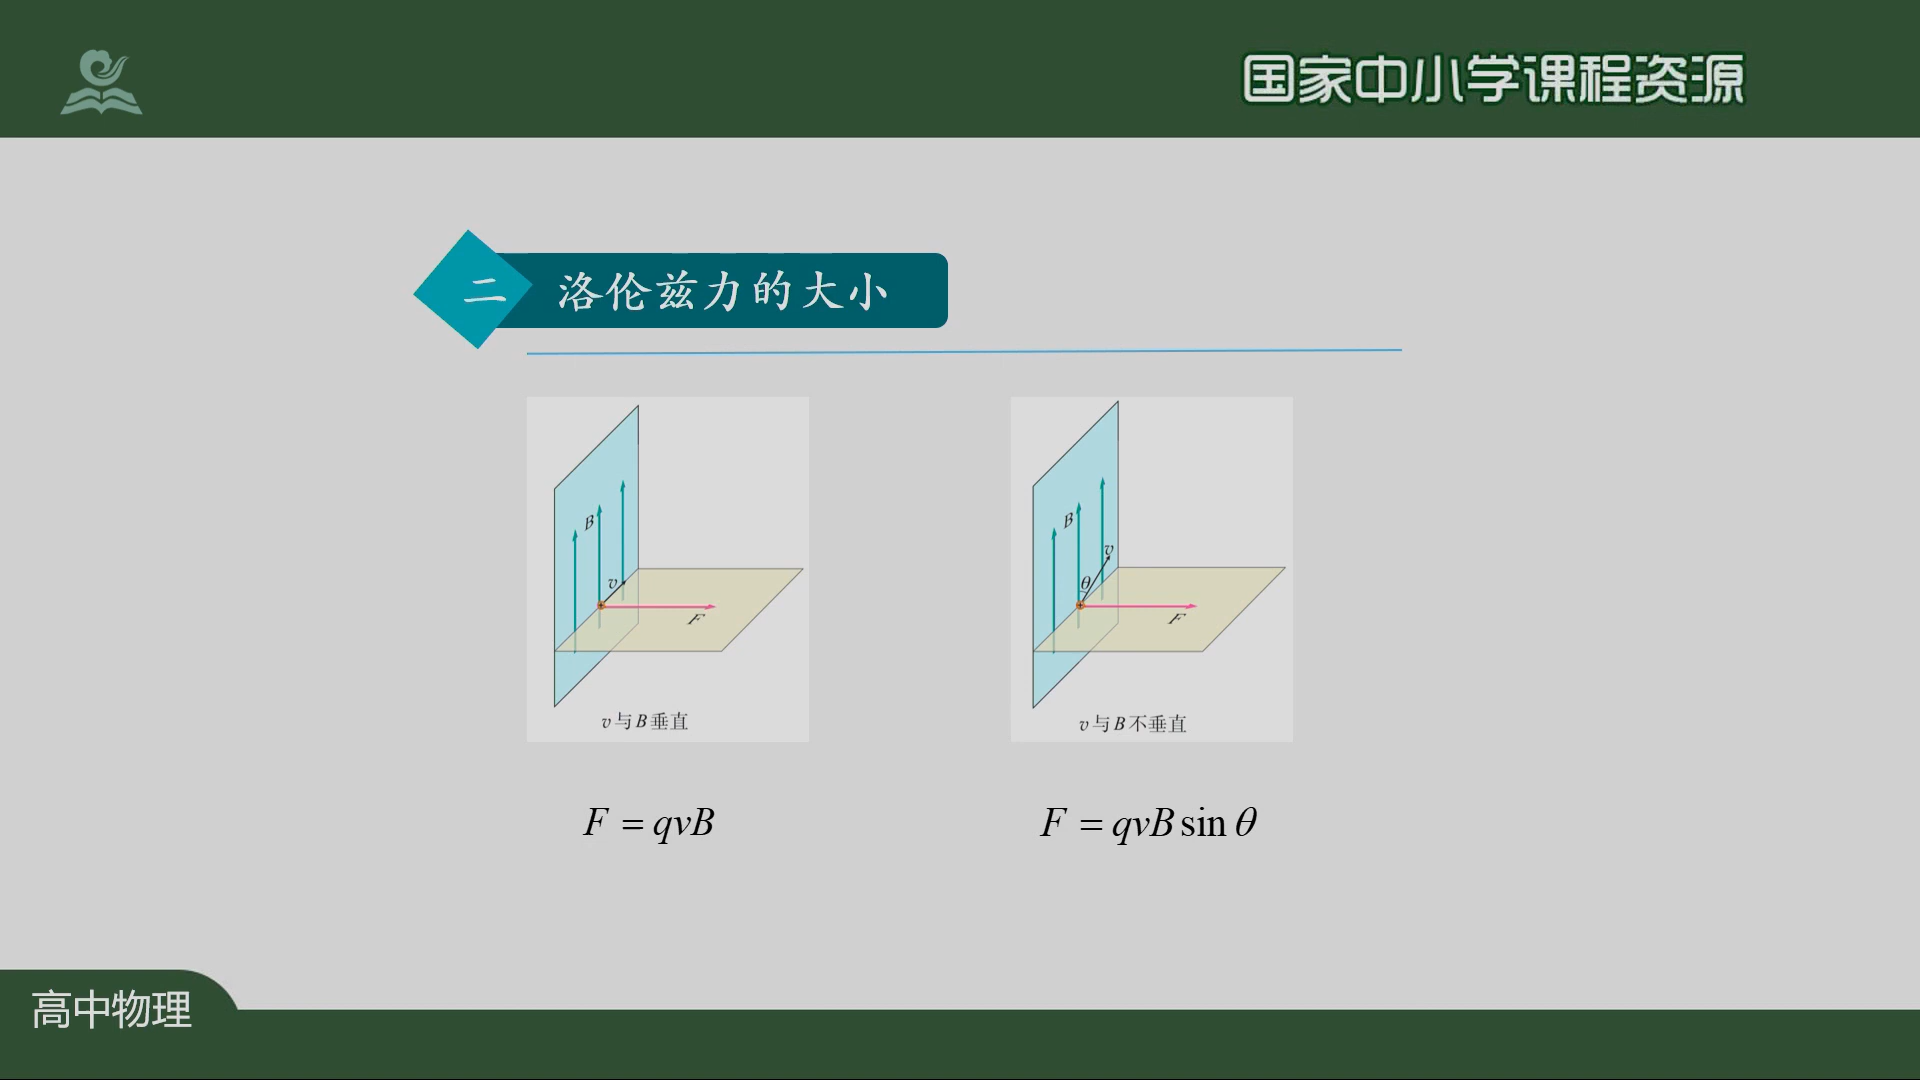 国家中小学课程资源
二 洛伦兹力的大小
B
v
F
v与B垂直
B
v
θ
F
v与B不垂直
F = qvB
F = qvB sin θ
高中物理